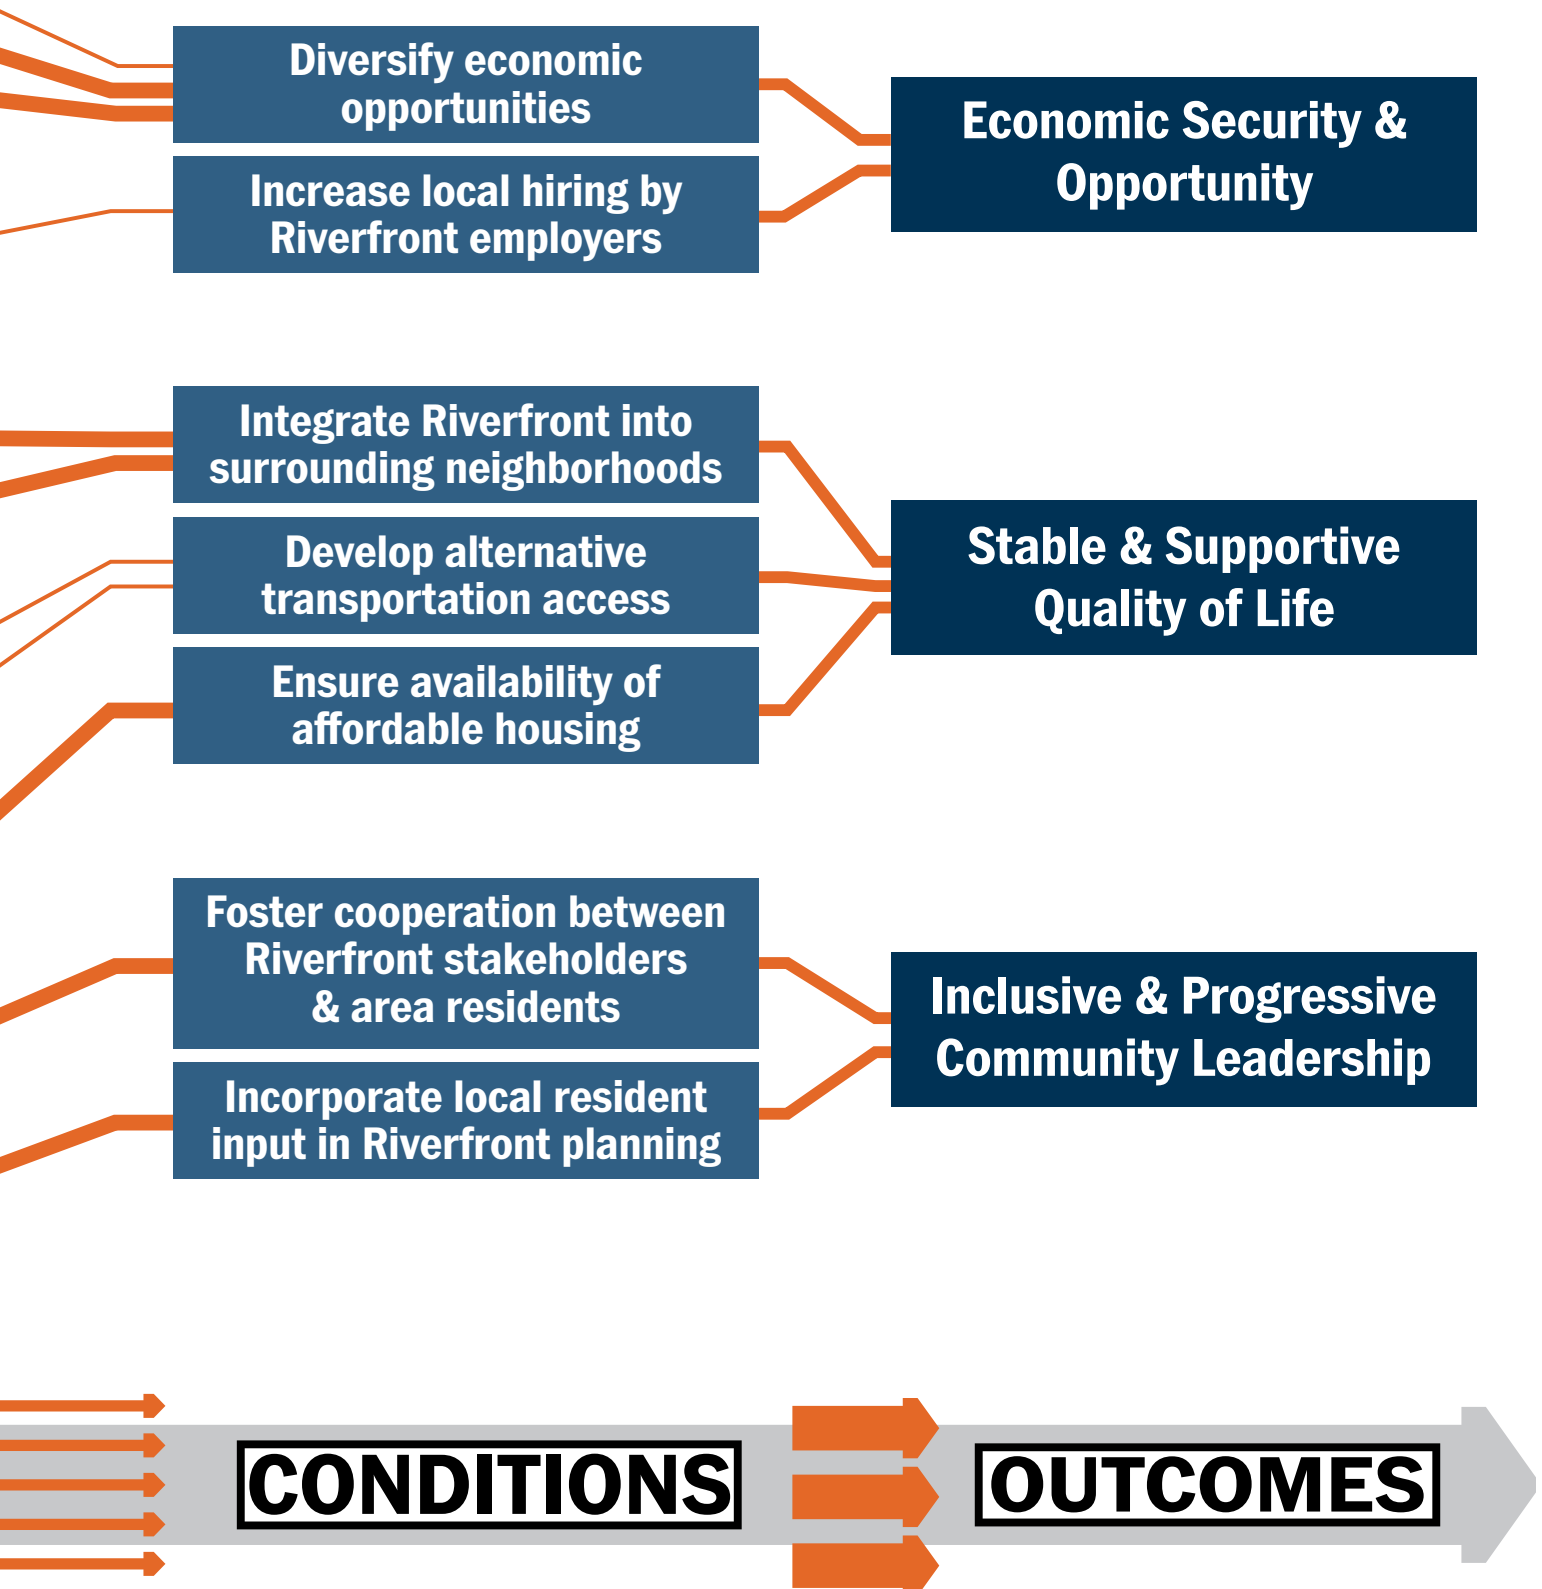 Diversify economic
opportunities
Increase local hiring by
Riverfront employers
Economic Security &
Opportunity
Integrate Riverfront into
surrounding neighborhoods
Develop alternative
transportation access
Ensure availability of
affordable housing
Stable & Supportive
Quality of Life
Foster cooperation between
Riverfront stakeholders
& area residents
Incorporate local resident
input in Riverfront planning
Inclusive & Progressive
Community Leadership
CONDITIONS
OUTCOMES